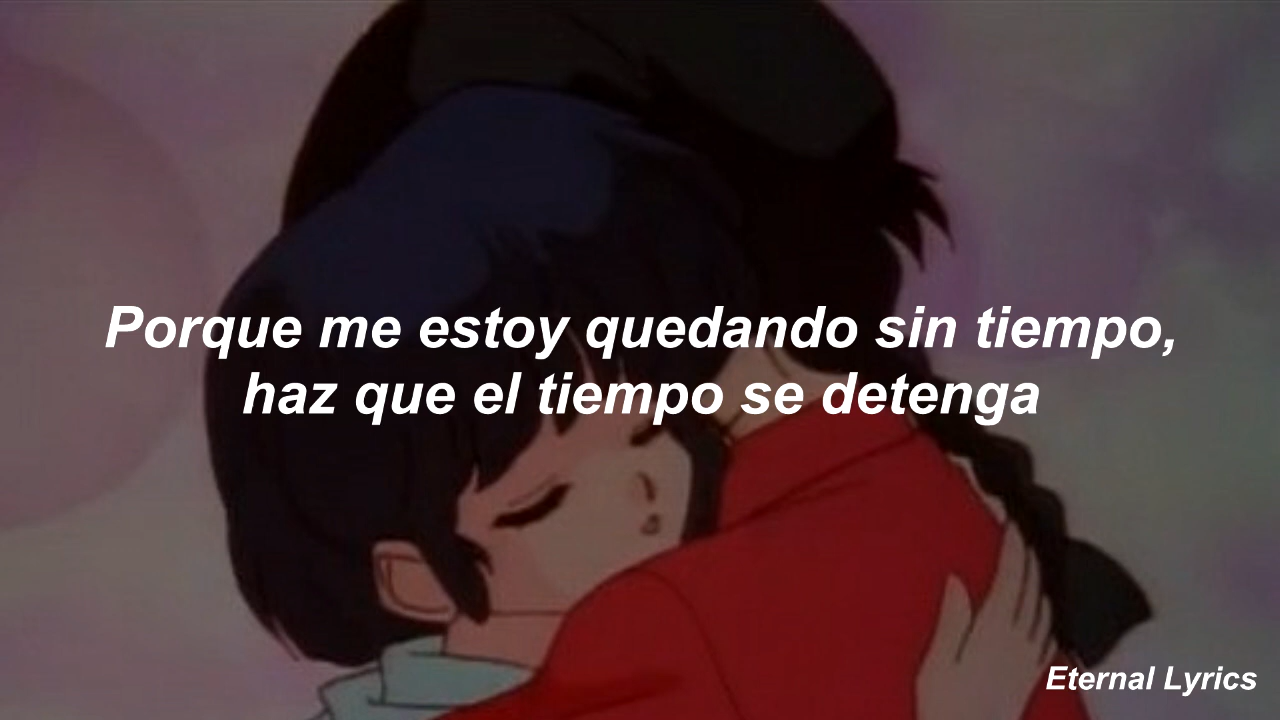 Porque me estoy quedando sin tiempo,
haz que el tiempo se detenga
Eternal Lyrics